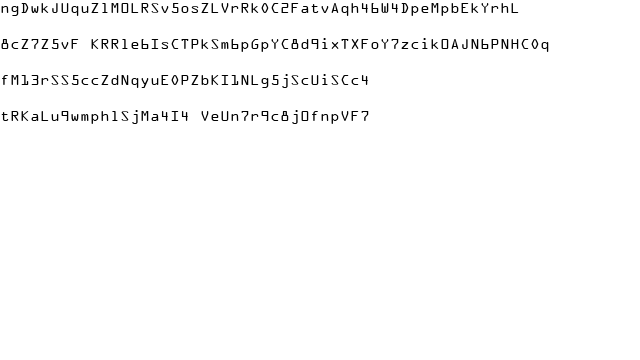 ngDwkJUquZ1MOLRSv5osZLVrRk0C2FatvAqh46W4DpeMpbEkYrhL
8cZ7Z5vF KRR1e6IsCTPkSm6pGpYC8d9ixTXFoY7zcikOAJN6PNHC0q
fM13rSS5ccZdNqyuE0PZbKI1NLg5jScUiSCc4
tRKaLu9wmph1SjMa4I4 VeUn7r9c8jOfnpVF7